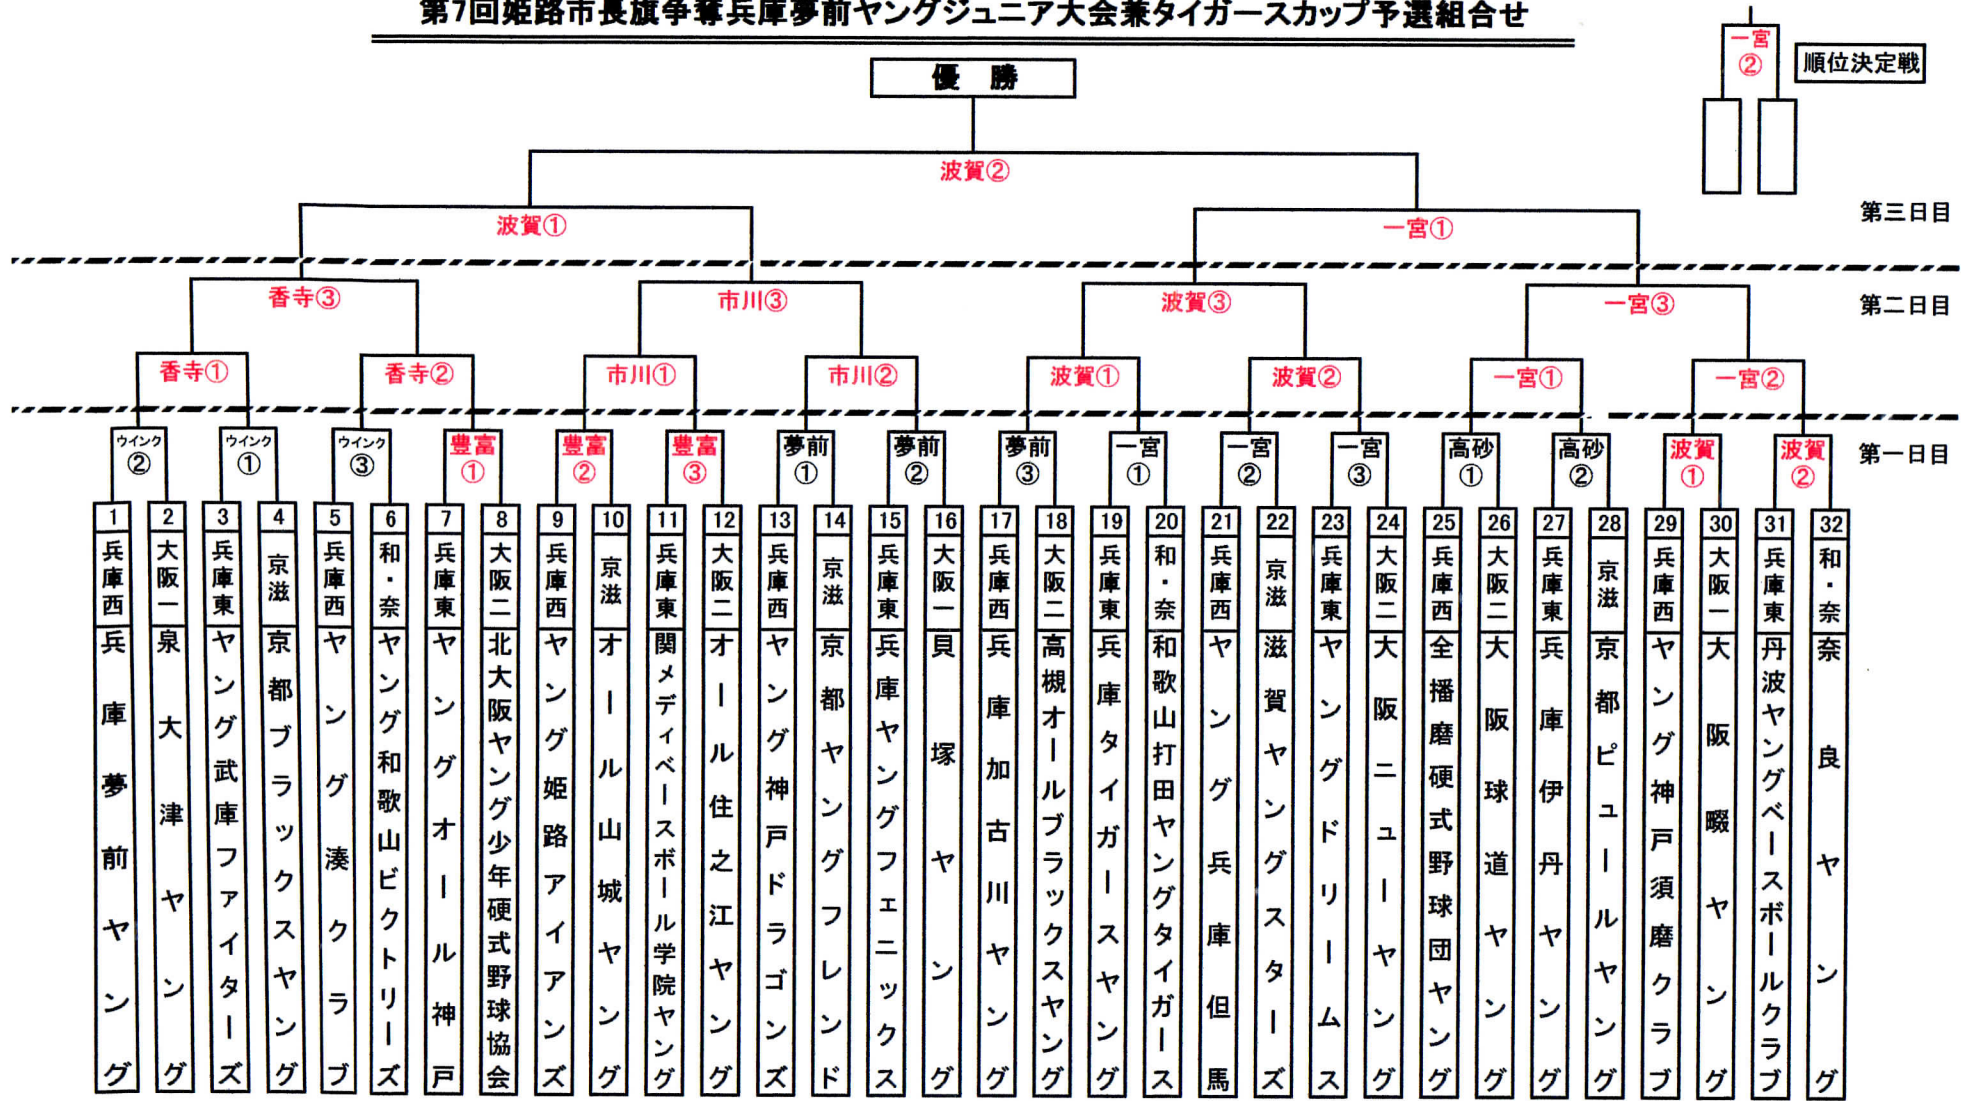 第7回姫路市長旗争奪兵庫夢前ヤングジュニア大会兼タイガースカップ予選組合せ
優 勝
一宮
②
順位決定戦
波賀②
第三日目
波賀①
一宮①
第二日目
香寺③
市川③
波賀③
一宮③
香寺①
香寺②
市川①
市川②
波賀①
波賀②
一宮①
一宮②
第一日目
ウインク
②
ウインク
①
ウインク
③
豊富
①
豊富
②
豊富
③
夢前
①
夢前
②
夢前
③
一宮
①
一宮
②
一宮
③
高砂
①
高砂
②
波賀
①
波賀
②
1
兵庫西
兵庫夢前ヤング
2
大阪一
泉大津ヤング
3
兵庫東
ヤング武庫ファイターズ
4
京滋
京都ブラックスヤング
5
兵庫西
ヤング湊クラブ
6
和・奈
ヤング和歌山ビクトリーズ
7
兵庫東
ヤングオール神戸
8
大阪二
北大阪ヤング少年硬式野球協会
9
兵庫西
ヤング姫路アイアンズ
10
京滋
オール山城ヤング
11
兵庫東
関メディベースボール学院ヤング
12
大阪二
オール住之江ヤング
13
兵庫西
ヤング神戸ドラゴンズ
14
京滋
京都ヤングフレンド
15
兵庫東
兵庫ヤングフェニックス
16
大阪一
貝塚ヤング
17
兵庫西
兵庫加古川ヤング
18
大阪二
高槻オールブラックスヤング
19
兵庫東
兵庫タイガースヤング
20
和・奈
和歌山打田ヤングタイガース
21
兵庫西
ヤング兵庫但馬
22
京滋
滋賀ヤングスターズ
23
兵庫東
ヤングドリームス
24
大阪二
大阪ニューヤング
25
兵庫西
全播磨硬式野球団ヤング
26
大阪二
大阪球道ヤング
27
兵庫東
兵庫伊丹ヤング
28
京滋
京都ピュールヤング
29
兵庫西
ヤング神戸須磨クラブ
30
大阪一
大阪畷ヤング
31
兵庫東
丹波ヤングベースボールクラブ
32
和・奈
奈良ヤング